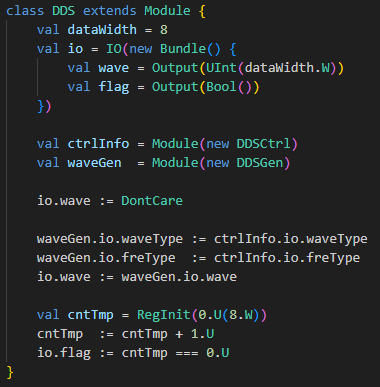 class DDS extends Module {
    val dataWidth = 8
    val io = IO(new Bundle() {
        val wave = Output(UInt(dataWidth.W))
        val flag = Output(Bool())
    })

    val ctrlInfo = Module(new DDSCtrl)
    val waveGen  = Module(new DDSGen)

    io.wave := DontCare

    waveGen.io.waveType := ctrlInfo.io.waveType
    waveGen.io.freType  := ctrlInfo.io.freType
    io.wave := waveGen.io.wave

    val cntTmp = RegInit(0.U(8.W))
    cntTmp  := cntTmp + 1.U
    io.flag := cntTmp === 0.U
}